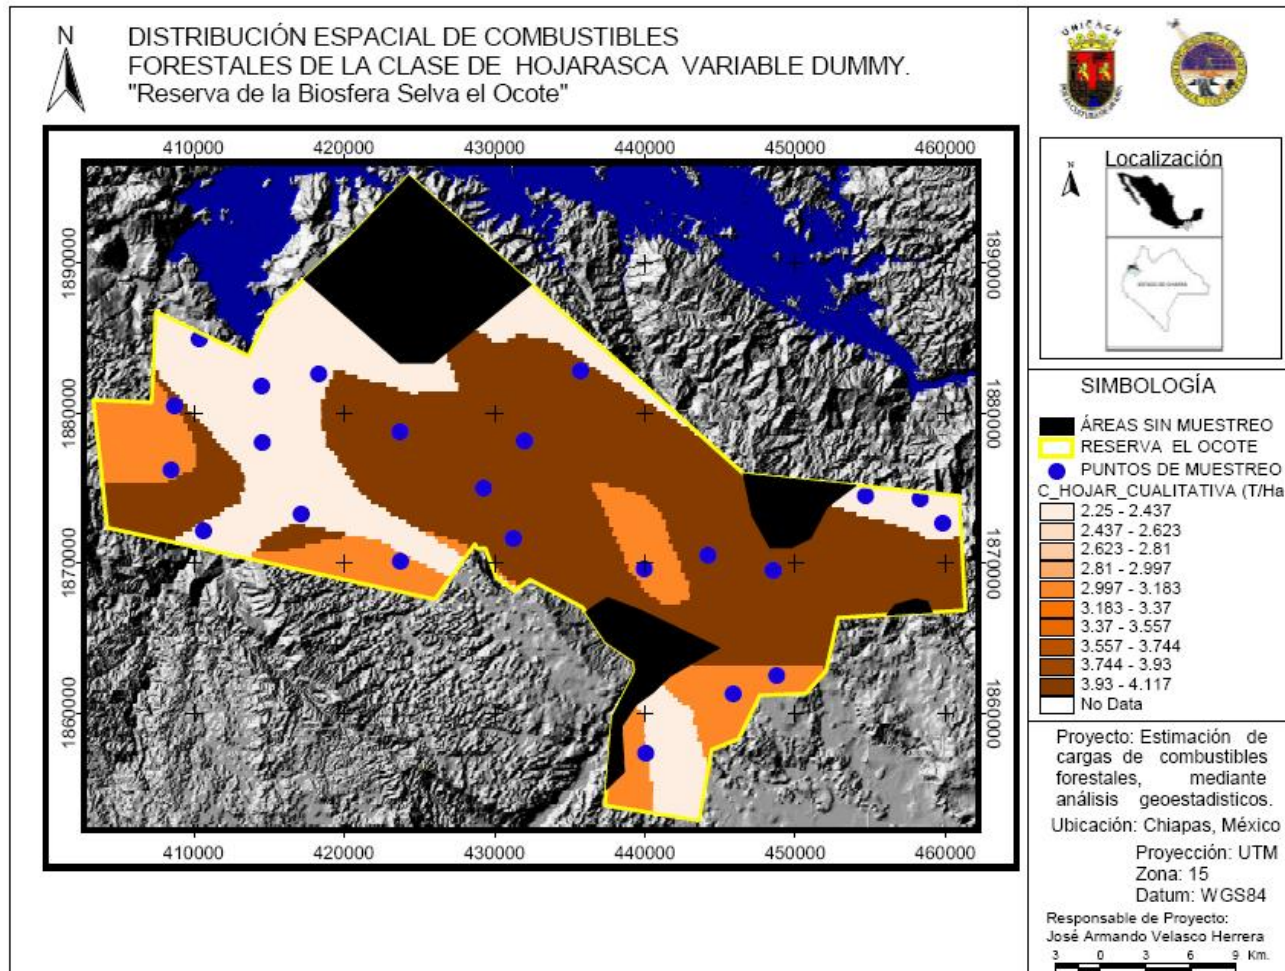 N
DISTRIBUCIÓN ESPACIAL DE COMBUSTIBLES
FORESTALES DE LA CLASE DE HOJARASCA VARIABLE DUMMY.
"Reserva de la Biosfera Selva el Ocote"
410000 420000 430000 440000 450000 460000
1890000
1880000
1870000
1860000
1890000
1880000
1870000
1860000
410000 420000 430000 440000 450000 460000
UNICACH
Localización
N
SIMBOLOGÍA
ÁREAS SIN MUESTREO
RESERVA EL OCOTE
PUNTOS DE MUESTREO
C_HOJAR_CUALITATIVA (T/Ha
2.25 - 2.437
2.437 - 2.623
2.623 - 2.81
2.81 - 2.997
2.997 - 3.183
3.183 - 3.37
3.37 - 3.557
3.557 - 3.744
3.744 - 3.93
3.93 - 4.117
No Data
Proyecto: Estimación de
cargas de combustibles
forestales, mediante
análisis geoestadisticos.
Ubicación: Chiapas, México
Proyección: UTM
Zona: 15
Datum: WGS84
Responsable de Proyecto:
José Armando Velasco Herrera
3 0 3 6 9 Km.